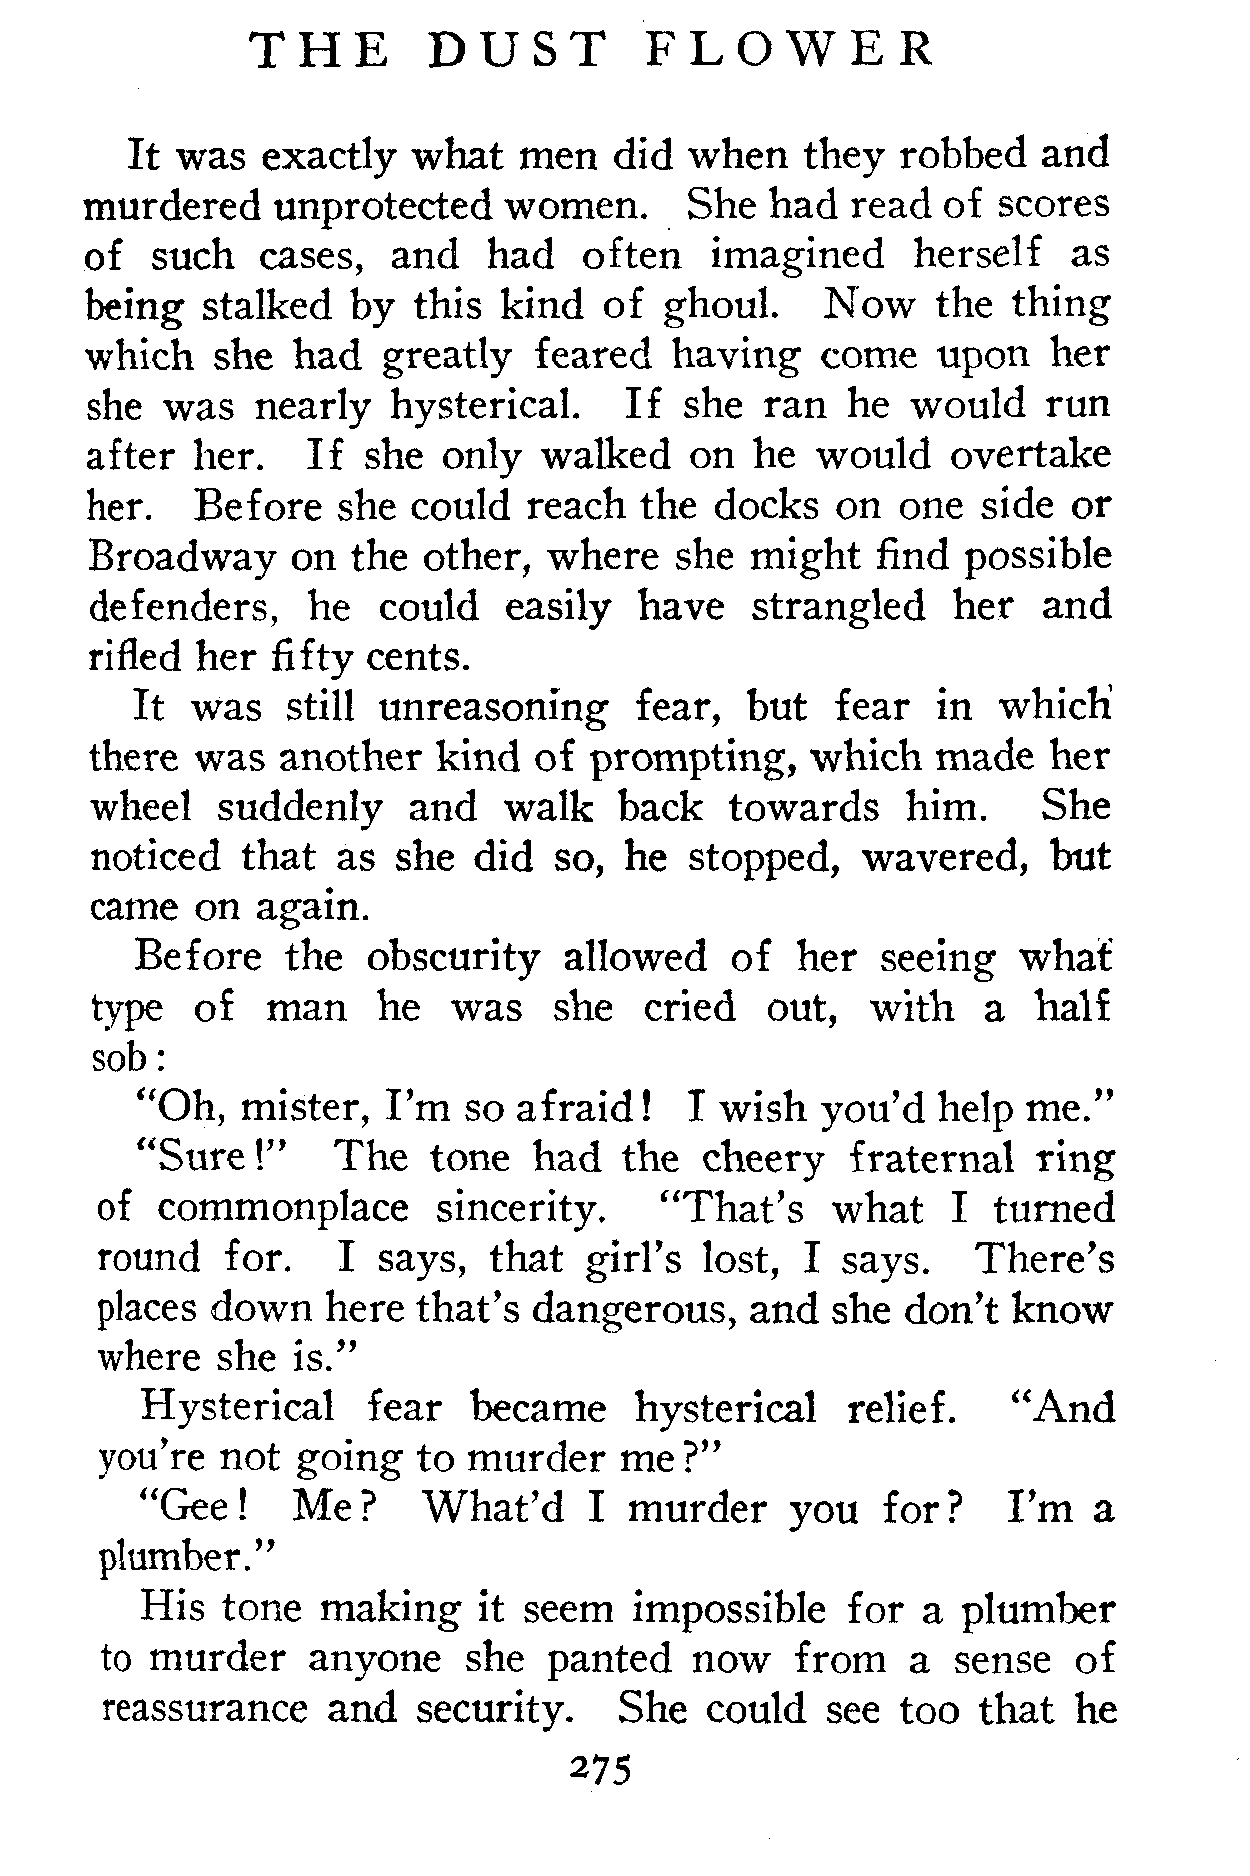 THE DUST FLOWER
It was exactly what men did when they robbed and
murdered unprotected women. She had read of scores
of such cases, and had often imagined herself as
being stalked by this kind of ghoul. Now the thing
which she had greatly feared having come upon her
she was nearly hysterical. If she ran he would run
after her. If she only walked on he would overtake
her. Before she could reach the docks on one side or
Broadway on the other, where she might find possible
defenders, he could easily have strangled her and
rifled her fifty cents.
It was still unreasoning fear, but fear in which
there was another kind of prompting, which made her
wheel suddenly and walk back towards him. She
noticed that as she did so, he stopped, wavered, but
came on again.
Before the obscurity allowed of her seeing what
type of man he was she cried out, with a half
sob:
“Oh, mister, I’m so afraid! I wish you’d help me.”
“Sure!” The tone had the cheery fraternal ring
of commonplace sincerity. “That’s what I turned
round for. I says, that girl’s lost, I says. There’s
places down here that’s dangerous, and she don’t know
where she is.”
Hysterical fear became hysterical relief. “And
you’re not going to murder me?”
“Gee! Me? What’d I murder you for? I’m a
plumber.”
His tone making it seem impossible for a plumber
to murder anyone she panted now from a sense of
reassurance and security. She could see too that he
275